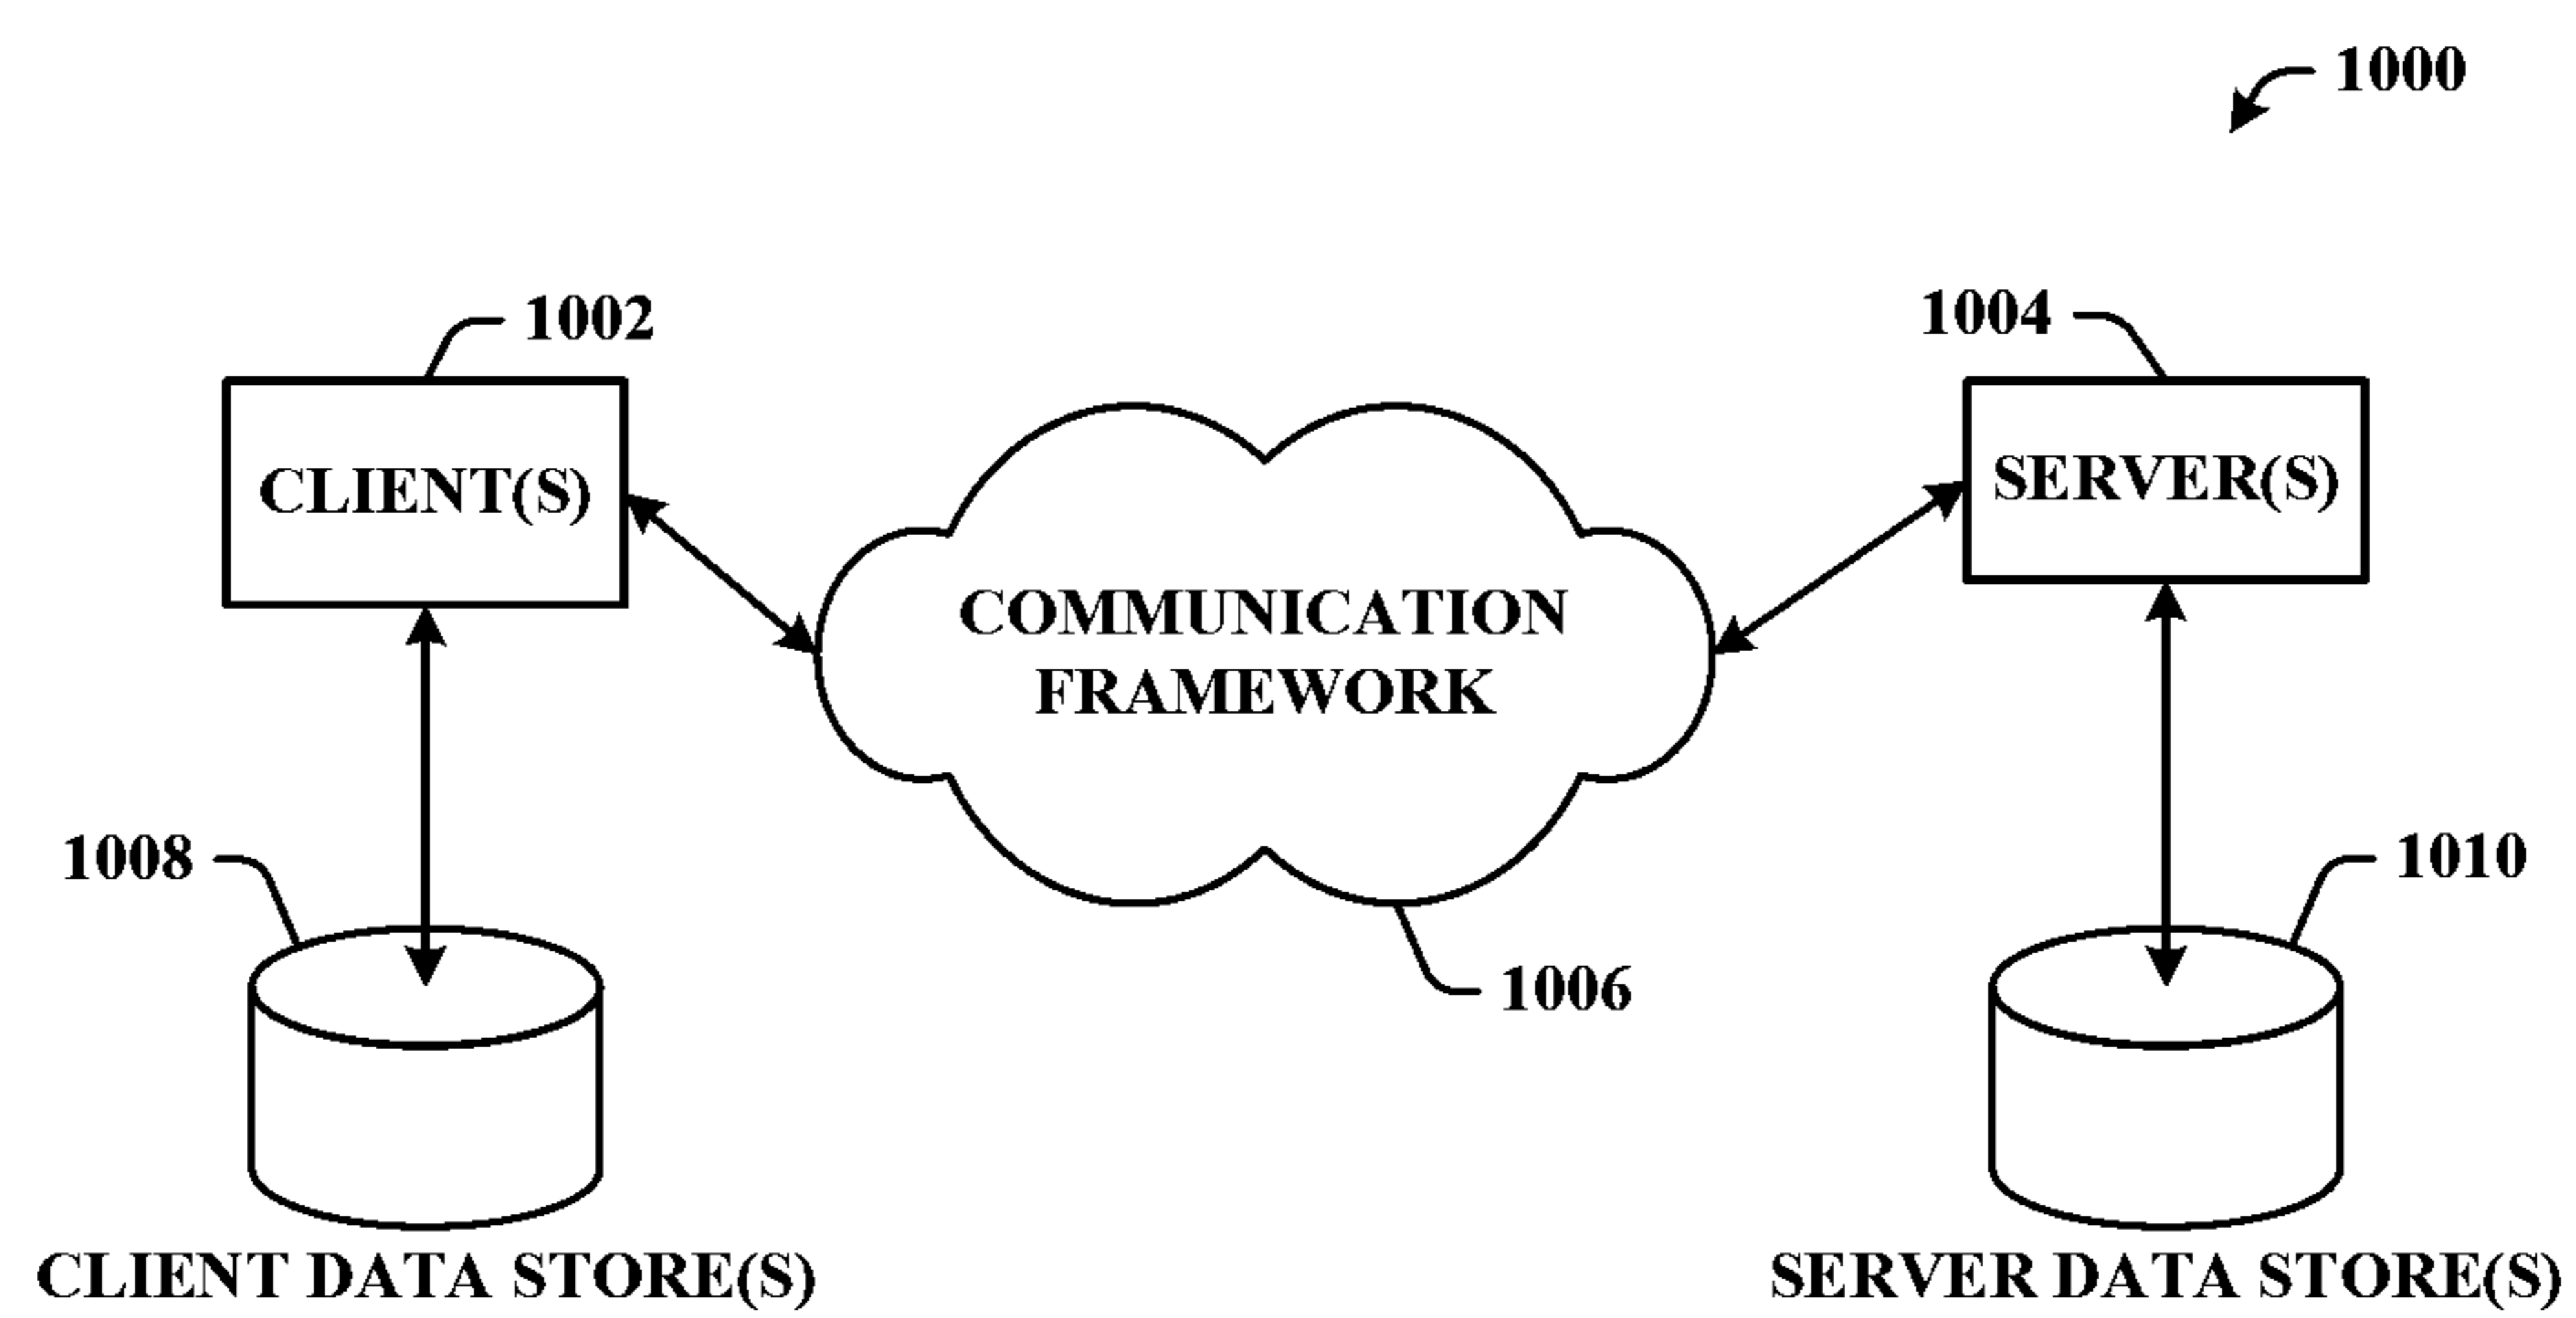 1000
1002
1004
CLIENT(S)
SERVER(S)
COMMUNICATION
FRAMEWORK
1008
1010
1006
CLIENT DATA STORE(S)
SERVER DATA STORE(S)